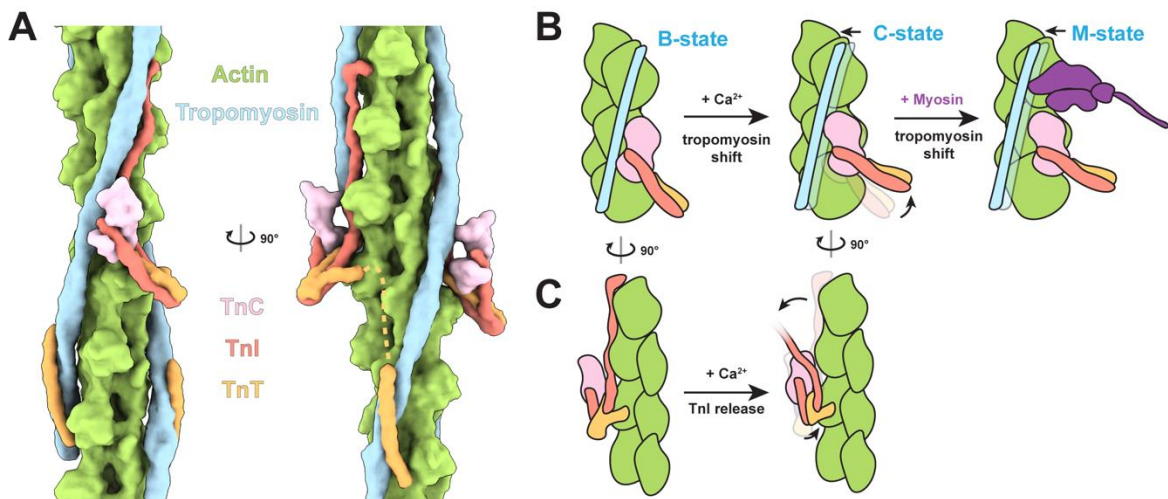 A
Actin
Tropomyosin
90°
TnC
TnI
TnT
B
B-state
+ Ca²⁺
tropomyosin
shift
C-state
+ Myosin
tropomyosin
shift
M-state
90°
90°
C
+ Ca²⁺
TnI release